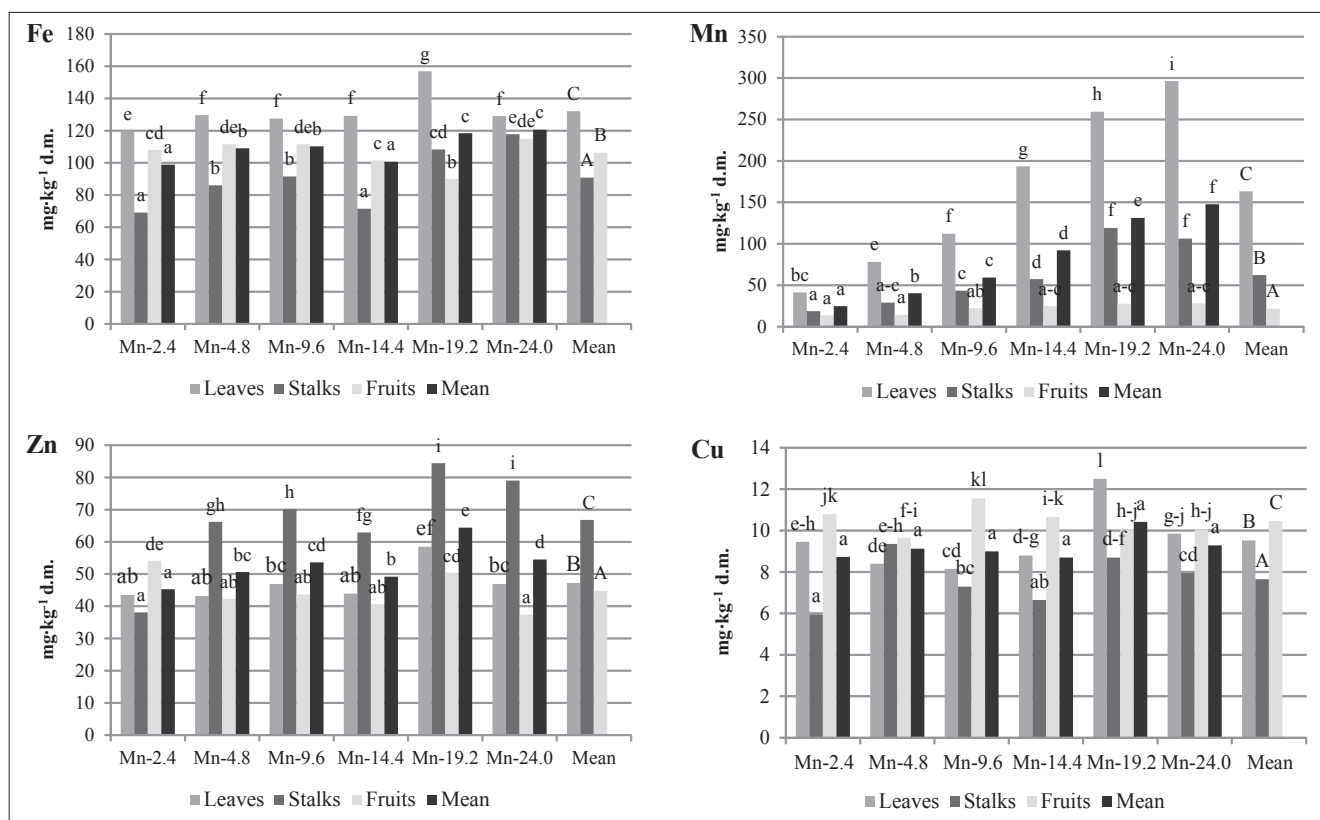 Fe
mg·kg⁻¹ d.m.
180
160
140
120
100
80
60
40
20
0
e a cd a
f b de b
f b de b
f a c a
g cd b c
f e de c
C A B
Mn-2.4 Mn-4.8 Mn-9.6 Mn-14.4 Mn-19.2 Mn-24.0 Mean
Leaves Stalks Fruits Mean
Mn
mg·kg⁻¹ d.m.
350
300
250
200
150
100
50
0
bc a a a
e a-c a b
f c ab c
g d a-c d
h f a-c e
i f a-c f
C B A
Mn-2.4 Mn-4.8 Mn-9.6 Mn-14.4 Mn-19.2 Mn-24.0 Mean
Leaves Stalks Fruits Mean
Zn
mg·kg⁻¹ d.m.
90
80
70
60
50
40
30
20
10
0
ab a de a
ab gh ab bc
bc h ab cd
ab fg ab b
ef i cd e
bc i a d
B C A
Mn-2.4 Mn-4.8 Mn-9.6 Mn-14.4 Mn-19.2 Mn-24.0 Mean
Leaves Stalks Fruits Mean
Cu
mg·kg⁻¹ d.m.
14
12
10
8
6
4
2
0
e-h a jk a
de e-h f-i a
cd bc kl a
d-g ab i-k a
l d-f h-j a
g-j cd h-j a
B A C
Mn-2.4 Mn-4.8 Mn-9.6 Mn-14.4 Mn-19.2 Mn-24.0 Mean
Leaves Stalks Fruits Mean